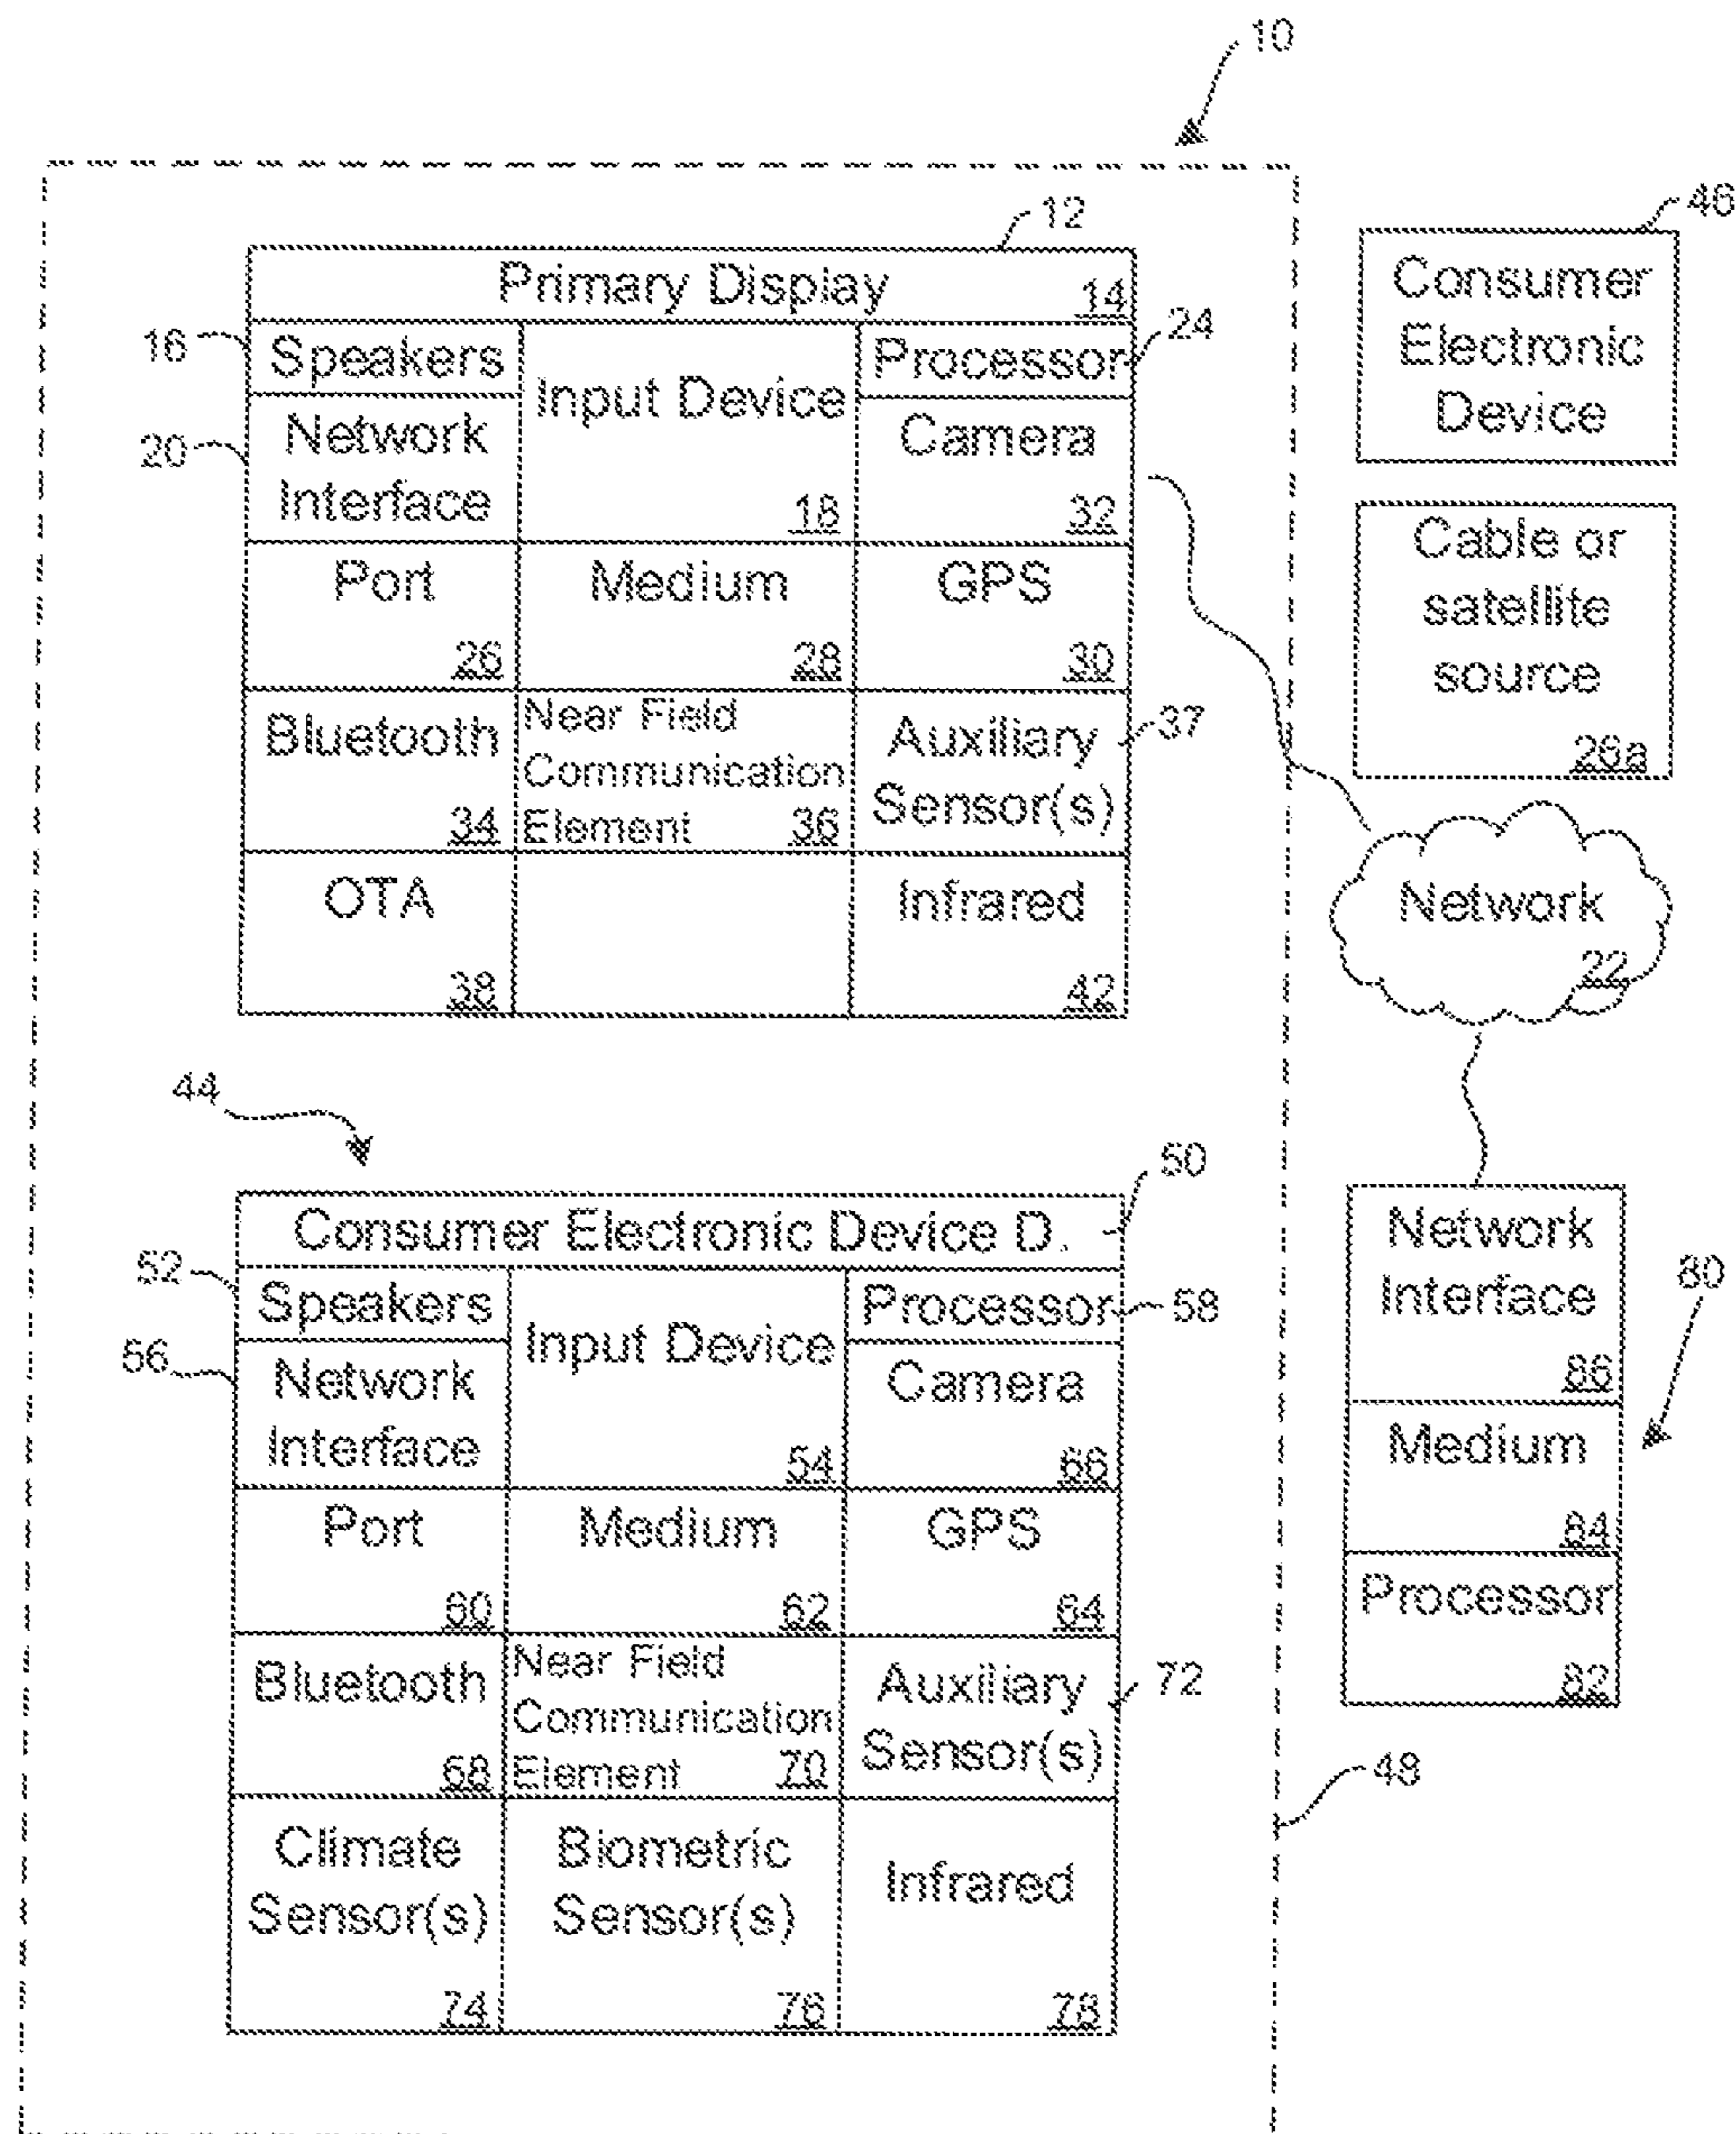 10
12
Primary Display 14
16
Speakers
Input Device
18
Processor
24
20
Network
Interface
Camera
32
Port
26
Medium
28
GPS
30
Bluetooth
34
Near Field
Communication
Element 36
Auxiliary
Sensor(s)
37
OTA
38
Infrared
42
46
Consumer
Electronic
Device
Cable or
satellite
source
26a
Network
22
44
50
Consumer Electronic Device D.
52
Speakers
Input Device
54
Processor
58
56
Network
Interface
Camera
66
Port
60
Medium
62
GPS
64
Bluetooth
68
Near Field
Communication
Element 70
Auxiliary
Sensor(s)
72
Climate
Sensor(s)
74
Biometric
Sensor(s)
76
Infrared
78
Network
Interface
86
80
Medium
84
Processor
82
48